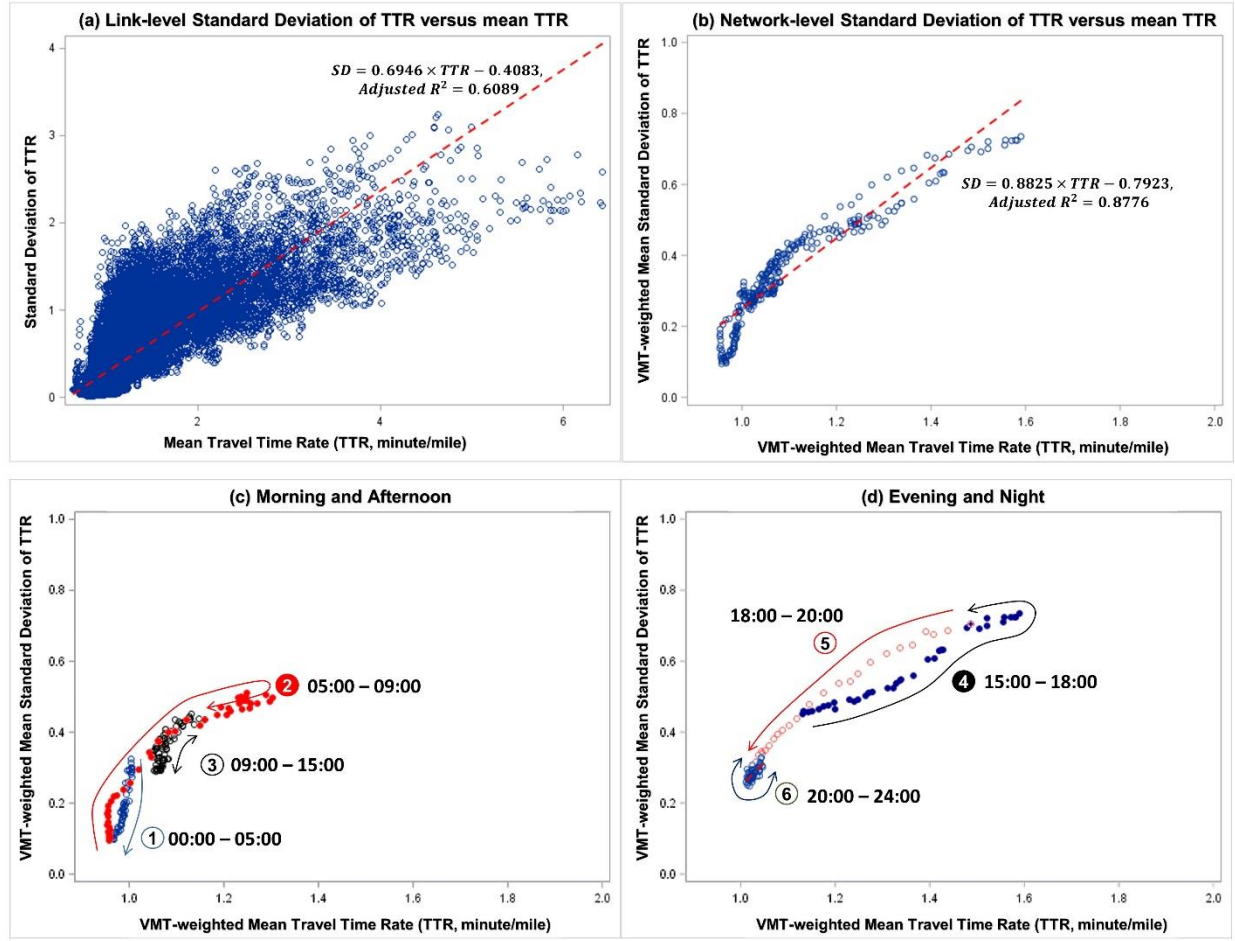 (a) Link-level Standard Deviation of TTR versus mean TTR
Standard Deviation of TTR
4
3
2
1
0
SD = 0.6946 × TTR − 0.4083,
Adjusted R² = 0.6089
2
4
6
Mean Travel Time Rate (TTR, minute/mile)
(b) Network-level Standard Deviation of TTR versus mean TTR
VMT-weighted Mean Standard Deviation of TTR
1.0
0.8
0.6
0.4
0.2
0.0
SD = 0.8825 × TTR − 0.7923,
Adjusted R² = 0.8776
1.0
1.2
1.4
1.6
1.8
2.0
VMT-weighted Mean Travel Time Rate (TTR, minute/mile)
(c) Morning and Afternoon
VMT-weighted Mean Standard Deviation of TTR
1.0
0.8
0.6
0.4
0.2
0.0
2 05:00 – 09:00
3 09:00 – 15:00
1 00:00 – 05:00
1.0
1.2
1.4
1.6
1.8
2.0
VMT-weighted Mean Travel Time Rate (TTR, minute/mile)
(d) Evening and Night
VMT-weighted Mean Standard Deviation of TTR
1.0
0.8
0.6
0.4
0.2
0.0
18:00 – 20:00
5
4 15:00 – 18:00
6 20:00 – 24:00
1.0
1.2
1.4
1.6
1.8
2.0
VMT-weighted Mean Travel Time Rate (TTR, minute/mile)